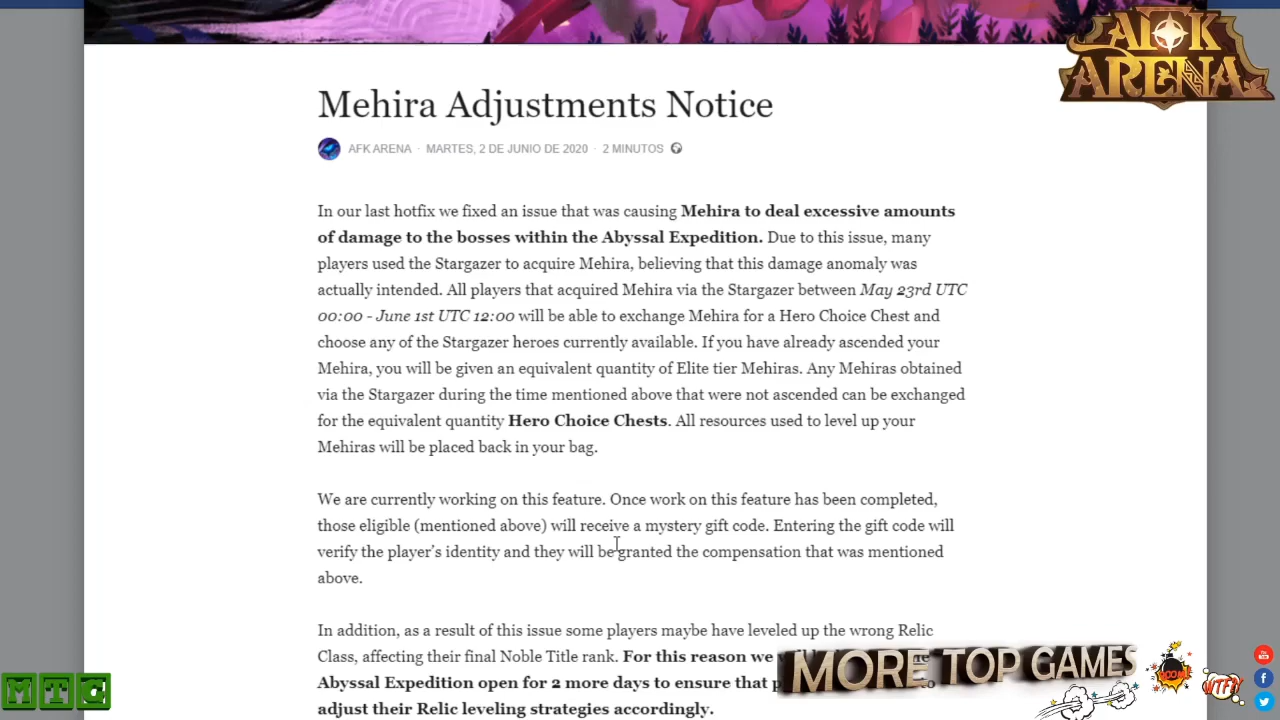 AFK
ARENA
Mehira Adjustments Notice
AFK ARENA · MARTES, 2 DE JUNIO DE 2020 · 2 MINUTOS
In our last hotfix we fixed an issue that was causing Mehira to deal excessive amounts
of damage to the bosses within the Abyssal Expedition. Due to this issue, many
players used the Stargazer to acquire Mehira, believing that this damage anomaly was
actually intended. All players that acquired Mehira via the Stargazer between May 23rd UTC
00:00 - June 1st UTC 12:00 will be able to exchange Mehira for a Hero Choice Chest and
choose any of the Stargazer heroes currently available. If you have already ascended your
Mehira, you will be given an equivalent quantity of Elite tier Mehiras. Any Mehiras obtained
via the Stargazer during the time mentioned above that were not ascended can be exchanged
for the equivalent quantity Hero Choice Chests. All resources used to level up your
Mehiras will be placed back in your bag.
We are currently working on this feature. Once work on this feature has been completed,
those eligible (mentioned above) will receive a mystery gift code. Entering the gift code will
verify the player's identity and they will be granted the compensation that was mentioned
above.
In addition, as a result of this issue some players maybe have leveled up the wrong Relic
Class, affecting their final Noble Title rank. For this reason we
Abyssal Expedition open for 2 more days to ensure that
adjust their Relic leveling strategies accordingly.
MORE TOP GAMES
BOOM!
WTF?!
MTG